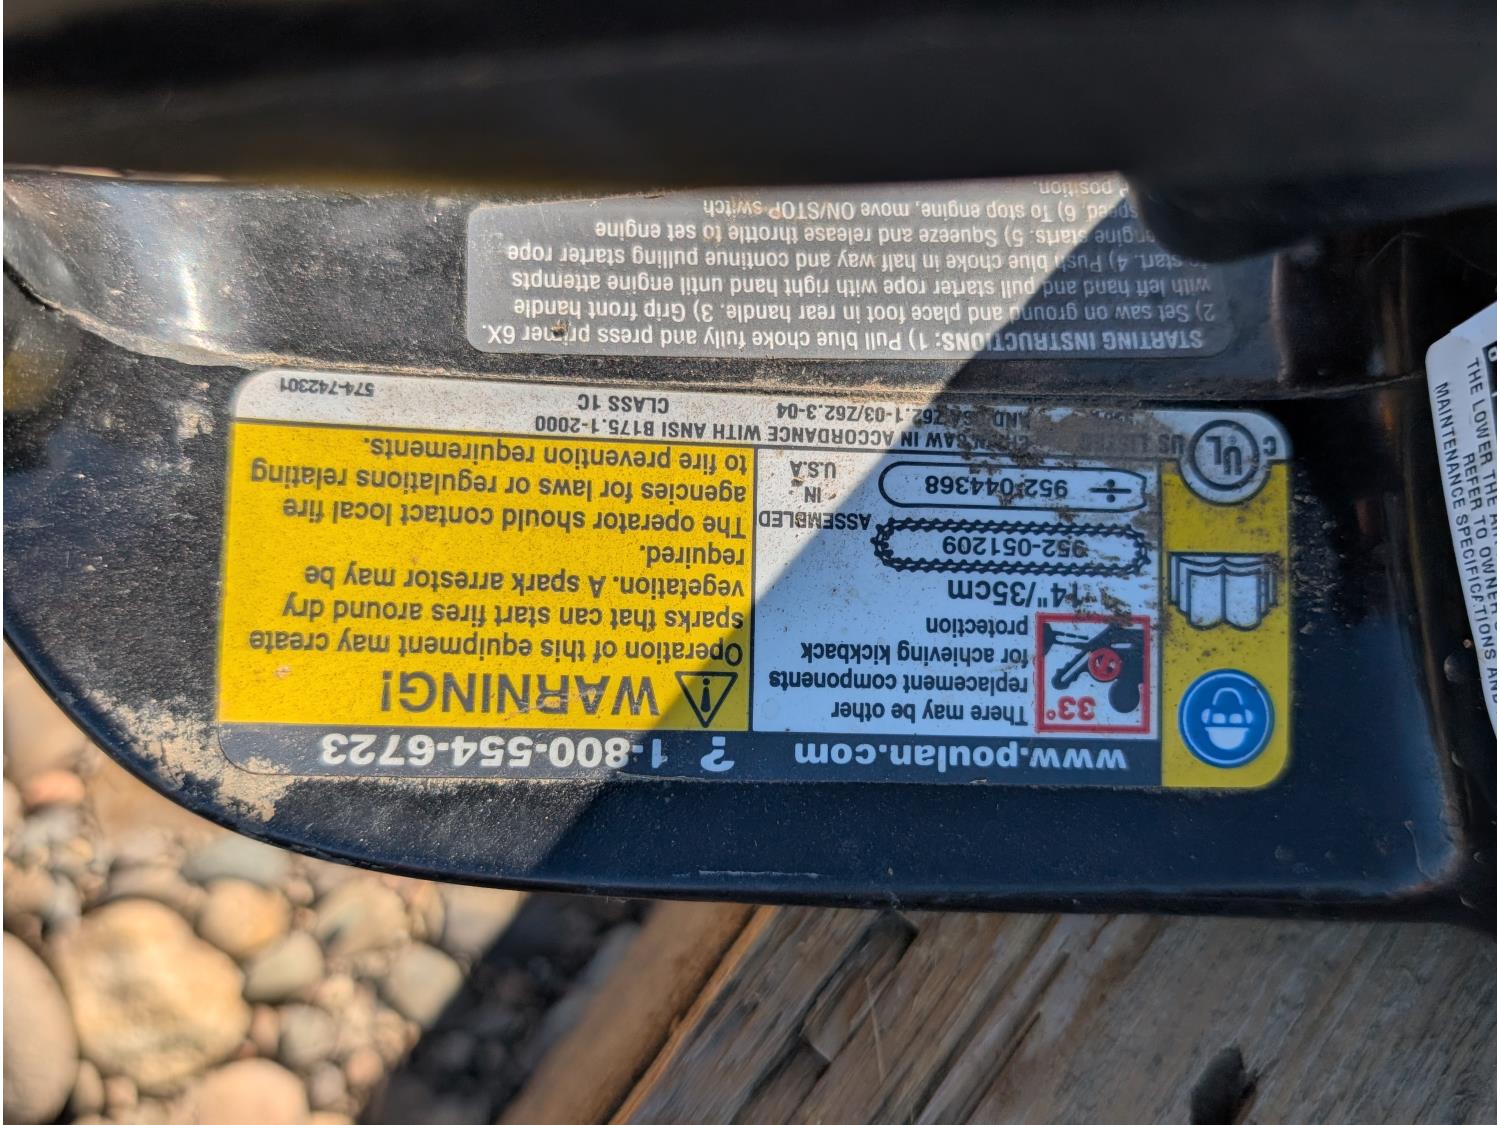 www.poulan.com
? 1-800-554-6723
33°
There may be other
replacement components
for achieving kickback
protection
14"/35cm
952-051209
952-044368
ASSEMBLED
IN
U.S.A
WARNING!
Operation of this equipment may create
sparks that can start fires around dry
vegetation. A spark arrestor may be
required.
The operator should contact local fire
agencies for laws or regulations relating
to fire prevention requirements.
C UL US LISTED CHAIN SAW IN ACCORDANCE WITH ANSI B175.1-2000
AND Z62.1-03/Z62.3-04 CLASS 1C
574-742301
STARTING INSTRUCTIONS: 1) Pull blue choke fully and press primer 6X.
2) Set saw on ground and place foot in rear handle. 3) Grip front handle
with left hand and pull starter rope with right hand until engine attempts
to start. 4) Push blue choke in half way and continue pulling starter rope
engine starts. 5) Squeeze and release throttle to set engine
speed. 6) To stop engine, move ON/STOP switch
position.
THE LOWER THE
REFER TO OWNER'S
MAINTENANCE SPECIFICATIONS AND